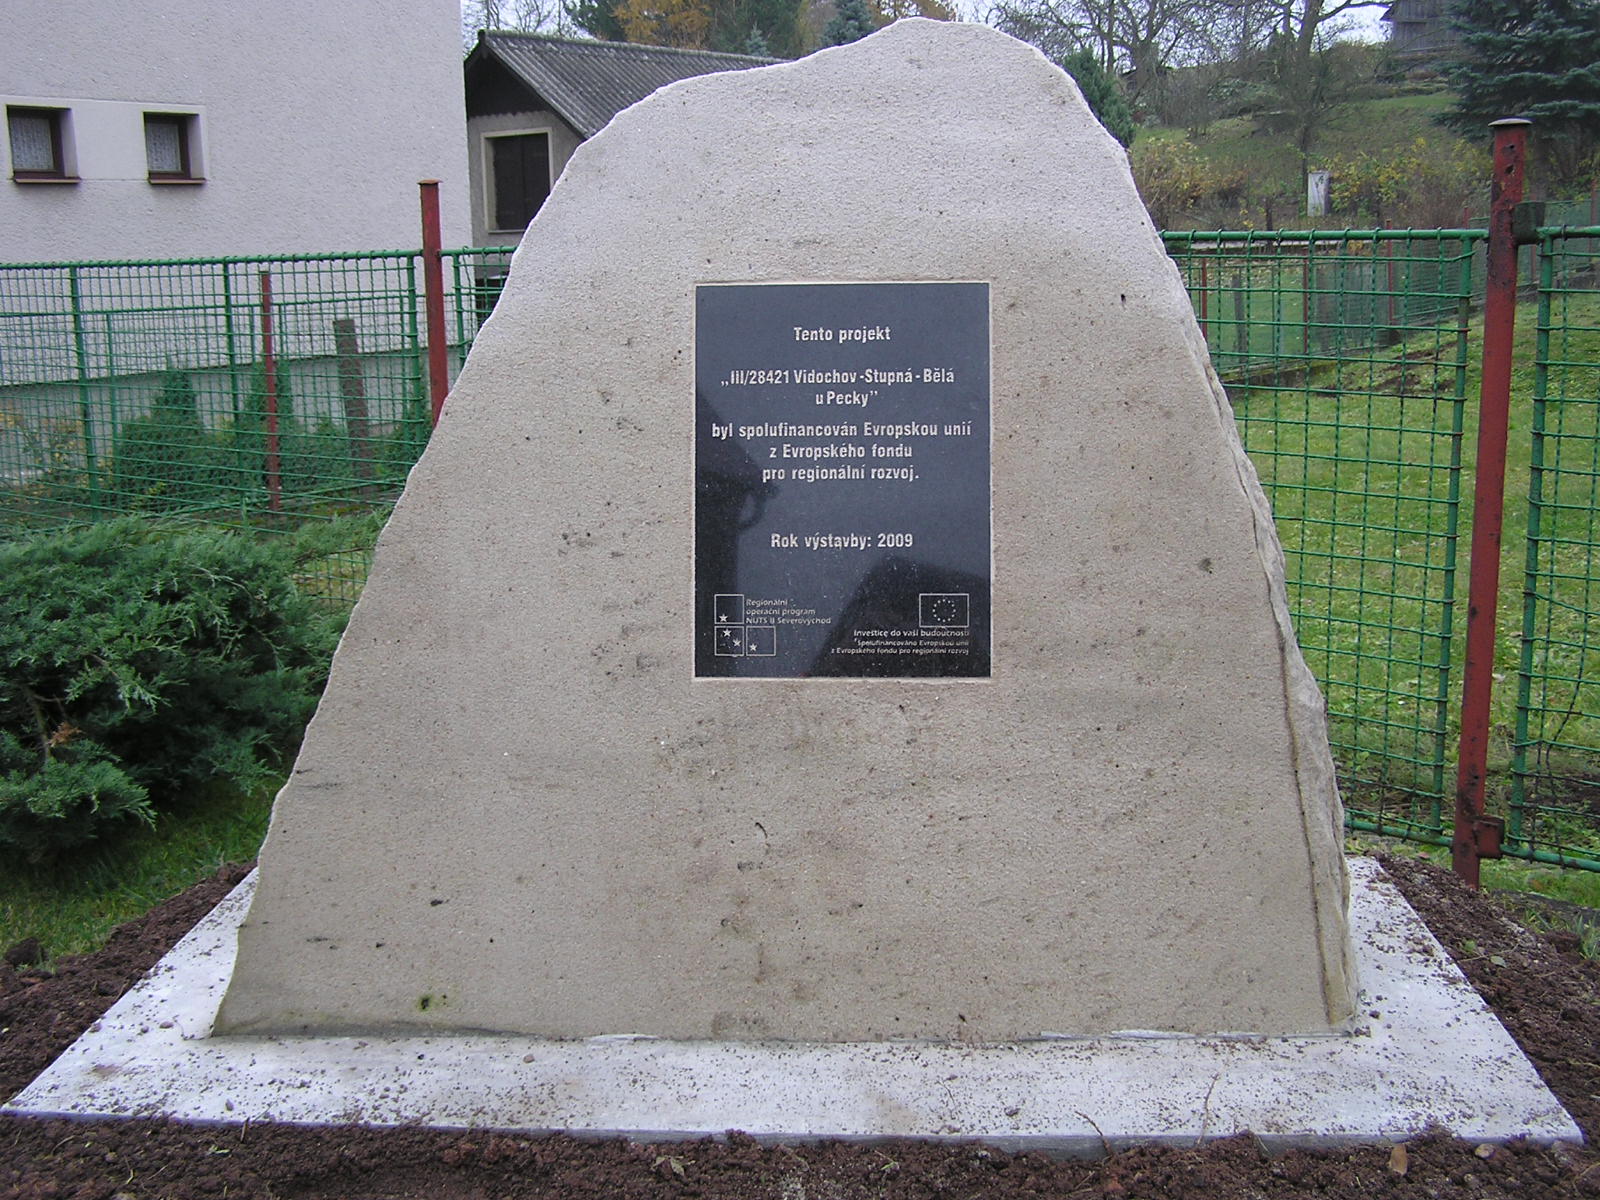 Tento projekt
„III/28421 Vidochov-Stupná-Bělá
u Pecky”
byl spolufinancován Evropskou unií
z Evropského fondu
pro regionální rozvoj.
Rok výstavby: 2009
Regionální
operační program
NUTS II Severovýchod
Investice do vaší budoucnosti
Spolufinancováno Evropskou unií
z Evropského fondu pro regionální rozvoj